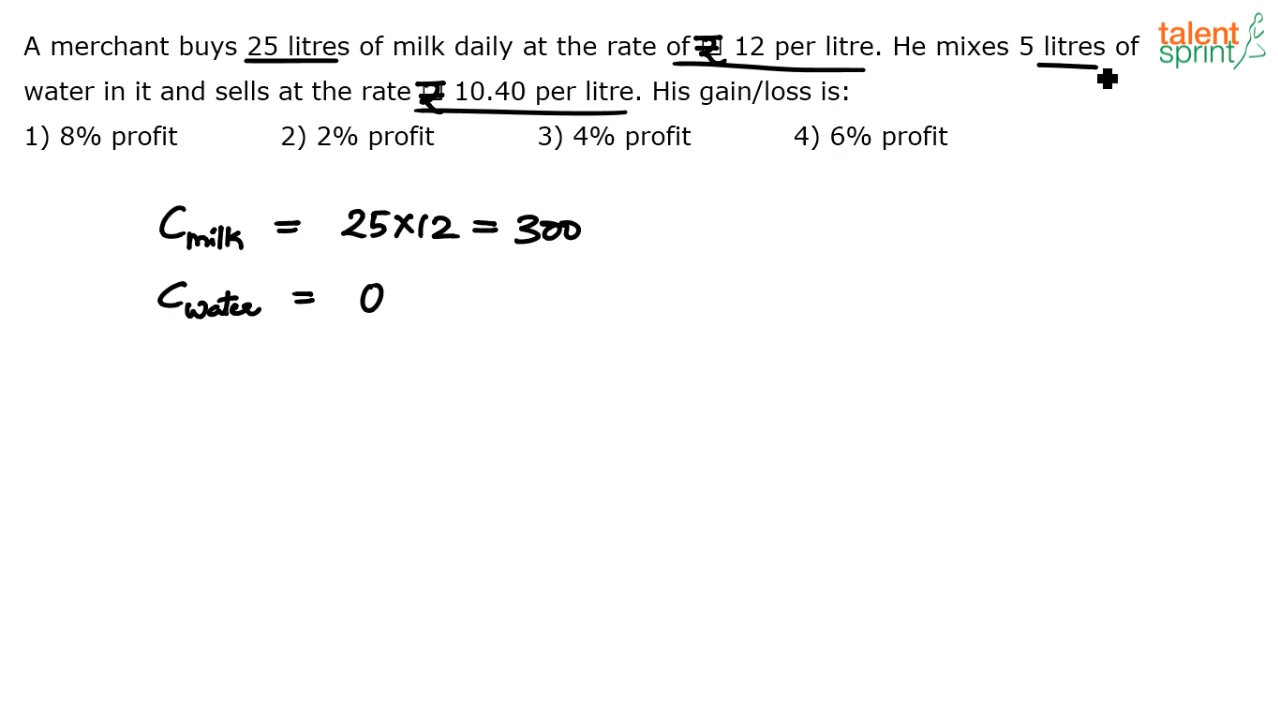 A merchant buys 25 litres of milk daily at the rate of ₹ 12 per litre. He mixes 5 litres of
water in it and sells at the rate ₹ 10.40 per litre. His gain/loss is:
1) 8% profit 2) 2% profit 3) 4% profit 4) 6% profit
talent
sprint
Cmilk = 25×12 = 300
Cwater = 0